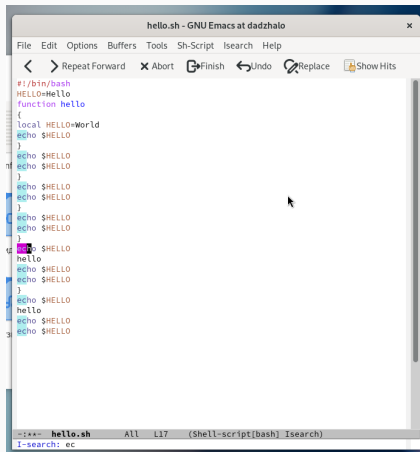 hello.sh - GNU Emacs at dadzhalo
File Edit Options Buffers Tools Sh-Script Isearch Help
Repeat Forward Abort Finish Undo Replace Show Hits
#!/bin/bash
HELLO=Hello
function hello
{
local HELLO=World
echo $HELLO
}
echo $HELLO
echo $HELLO
}
echo $HELLO
echo $HELLO
}
echo $HELLO
echo $HELLO
}
echo $HELLO
hello
echo $HELLO
echo $HELLO
}
echo $HELLO
hello
echo $HELLO
echo $HELLO
-:**- hello.sh All L17 (Shell-script[bash] Isearch)
I-search: ec